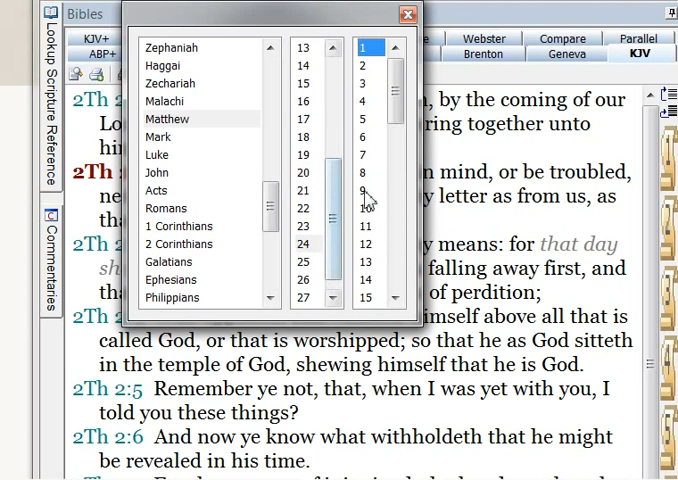 Bibles
KJV+
Webster
Compare
Parallel
ABP+
Brenton
Geneva
KJV
Lookup Scripture Reference
Commentaries
Zephaniah
Haggai
Zechariah
Malachi
Matthew
Mark
Luke
John
Acts
Romans
1 Corinthians
2 Corinthians
Galatians
Ephesians
Philippians
13
14
15
16
17
18
19
20
21
22
23
24
25
26
27
1
2
3
4
5
6
7
8
9
10
11
12
13
14
15
2Th by the coming of our
ring together unto
2Th in mind, or be troubled,
by letter as from us, as
tha
y means: for that day
falling away first, and
tha of perdition;
2Th imself above all that is
called God, or that is worshipped; so that he as God sitteth
in the temple of God, shewing himself that he is God.
2Th 2:5 Remember ye not, that, when I was yet with you, I
told you these things?
2Th 2:6 And now ye know what withholdeth that he might
be revealed in his time.
1
2
3
4
5